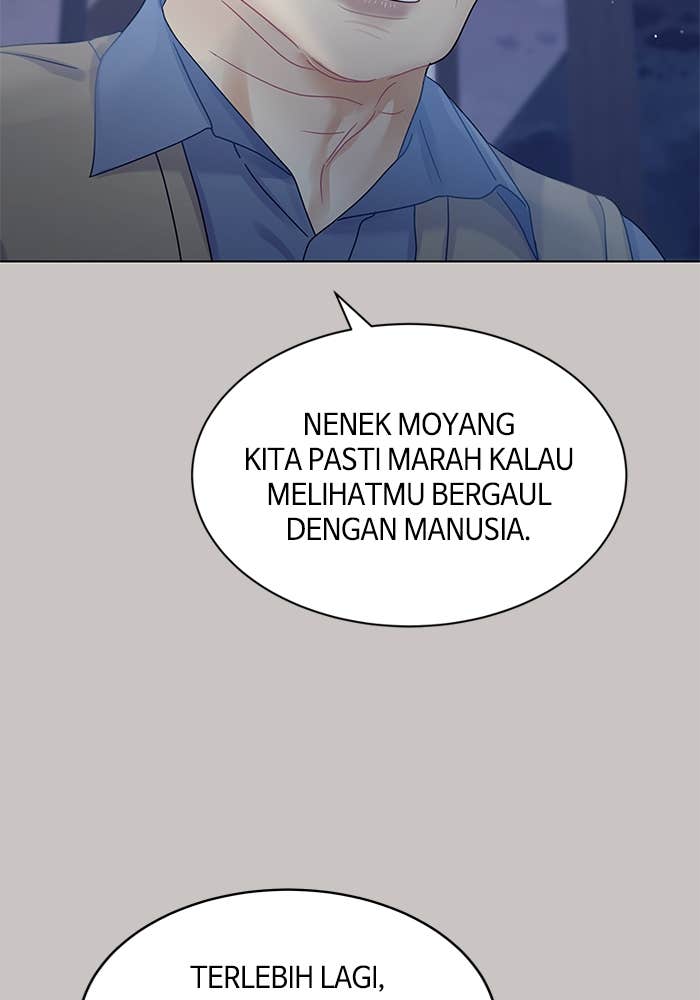 NENEK MOYANG
KITA PASTI MARAH KALAU
MELIHATMU BERGAUL
DENGAN MANUSIA.
TERLEBIH LAGI,